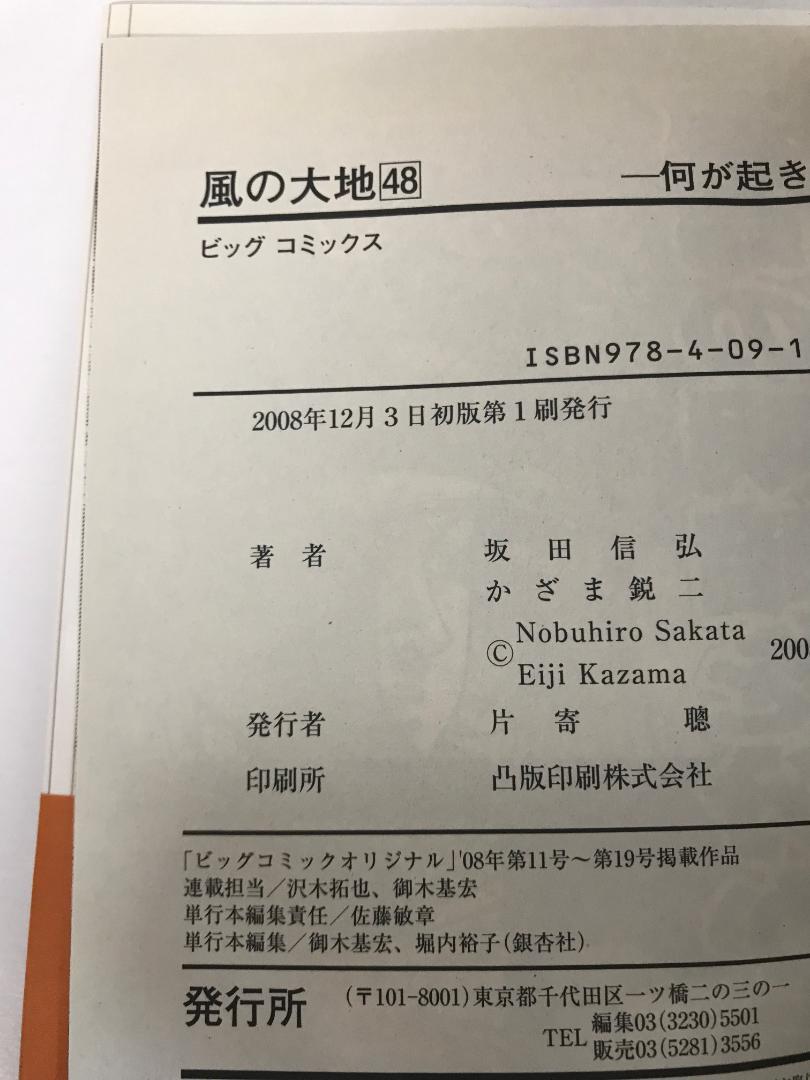 風の大地48 ―何が起き
ビッグ コミックス
ISBN978-4-09-1
2008年12月3日初版第1刷発行
著者 坂田信弘
かざま鋭二
©Nobuhiro Sakata
Eiji Kazama 200
発行者 片寄聰
印刷所 凸版印刷株式会社
「ビッグコミックオリジナル」'08年第11号～第19号掲載作品
連載担当／沢木拓也、御木基宏
単行本編集責任／佐藤敏章
単行本編集／御木基宏、堀内裕子(銀杏社)
発行所 (〒101-8001)東京都千代田区一ツ橋二の三の一
TEL 編集03(3230)5501
販売03(5281)3556